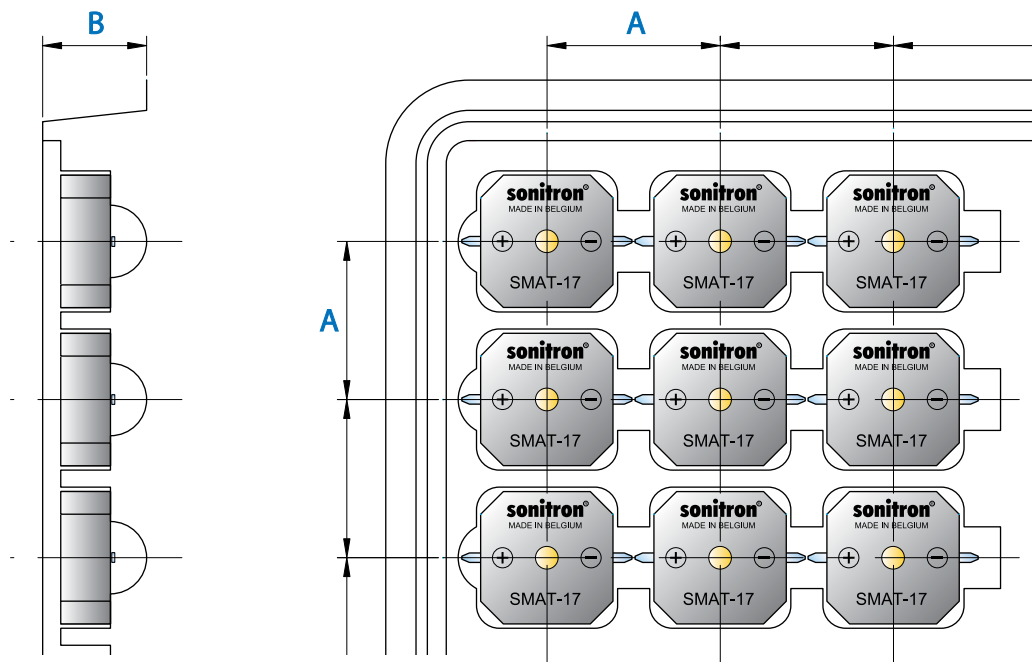 B
A
A
sonitron®
MADE IN BELGIUM
+ −
SMAT-17
sonitron®
MADE IN BELGIUM
+ −
SMAT-17
sonitron®
MADE IN BELGIUM
+ −
SMAT-17
sonitron®
MADE IN BELGIUM
+ −
SMAT-17
sonitron®
MADE IN BELGIUM
+ −
SMAT-17
sonitron®
MADE IN BELGIUM
+ −
SMAT-17
sonitron®
MADE IN BELGIUM
+ −
SMAT-17
sonitron®
MADE IN BELGIUM
+ −
SMAT-17
sonitron®
MADE IN BELGIUM
+ −
SMAT-17